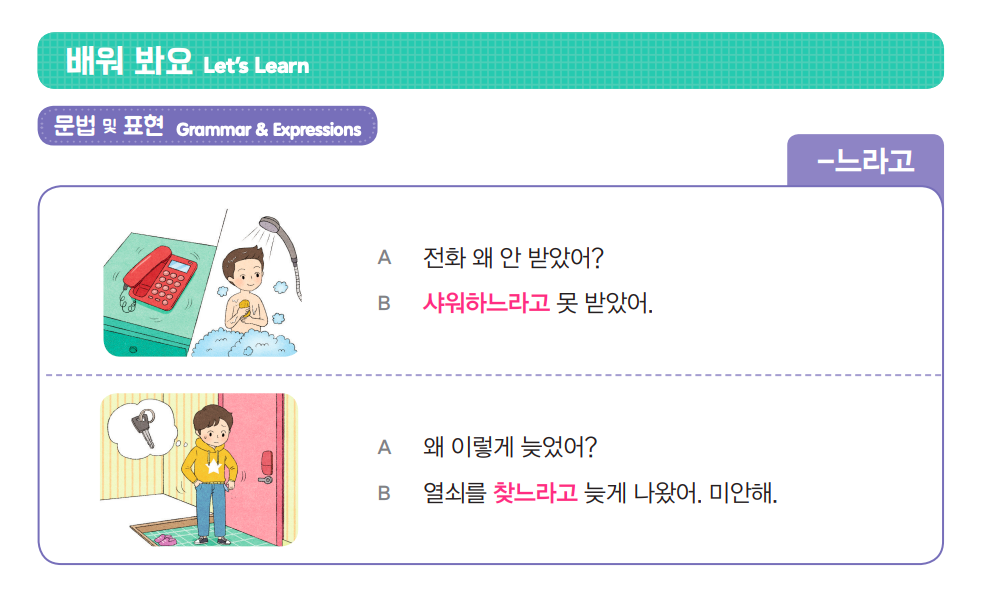 배워 봐요 Let's Learn
문법 및 표현 Grammar & Expressions
-느라고
A 전화 왜 안 받았어?
B 샤워하느라고 못 받았어.
A 왜 이렇게 늦었어?
B 열쇠를 찾느라고 늦게 나왔어. 미안해.